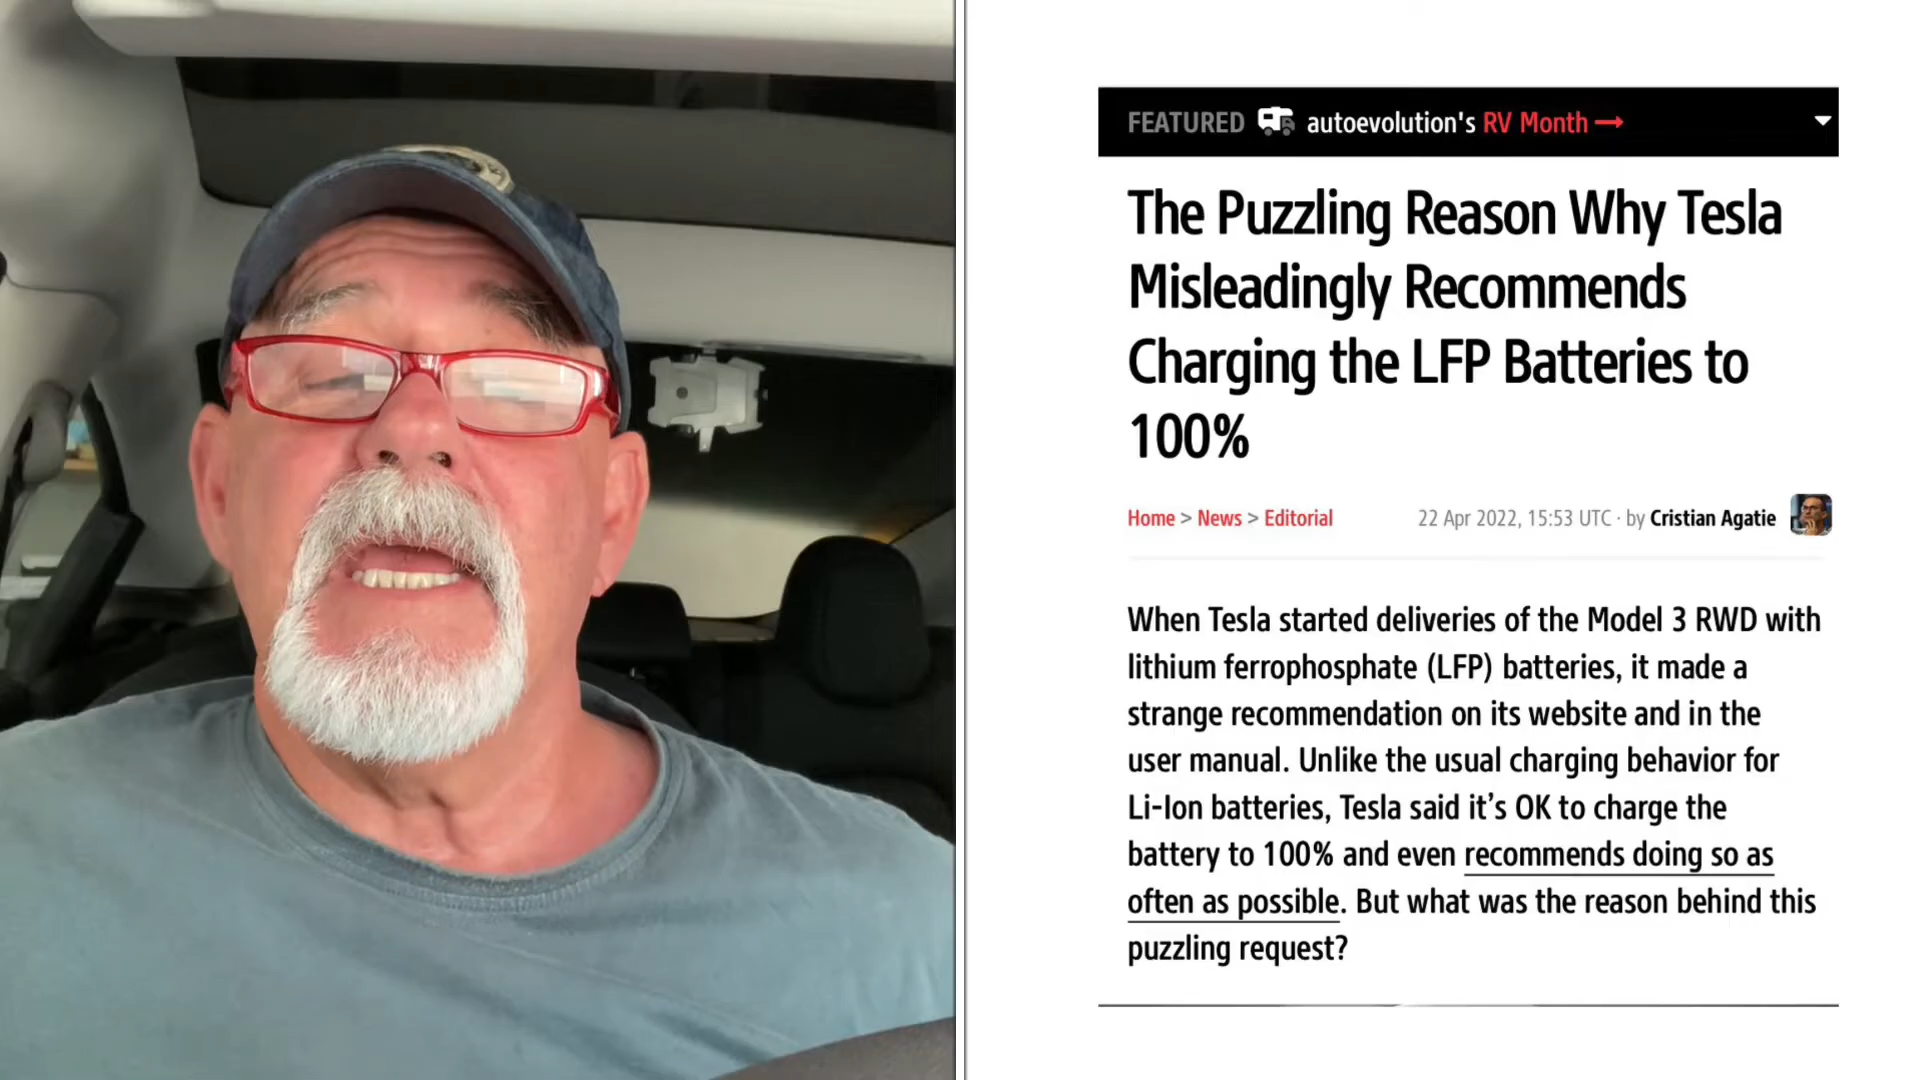 FEATURED autoevolution's RV Month →
The Puzzling Reason Why Tesla
Misleadingly Recommends
Charging the LFP Batteries to
100%
Home > News > Editorial
22 Apr 2022, 15:53 UTC · by Cristian Agatie
When Tesla started deliveries of the Model 3 RWD with
lithium ferrophosphate (LFP) batteries, it made a
strange recommendation on its website and in the
user manual. Unlike the usual charging behavior for
Li-Ion batteries, Tesla said it’s OK to charge the
battery to 100% and even recommends doing so as
often as possible. But what was the reason behind this
puzzling request?